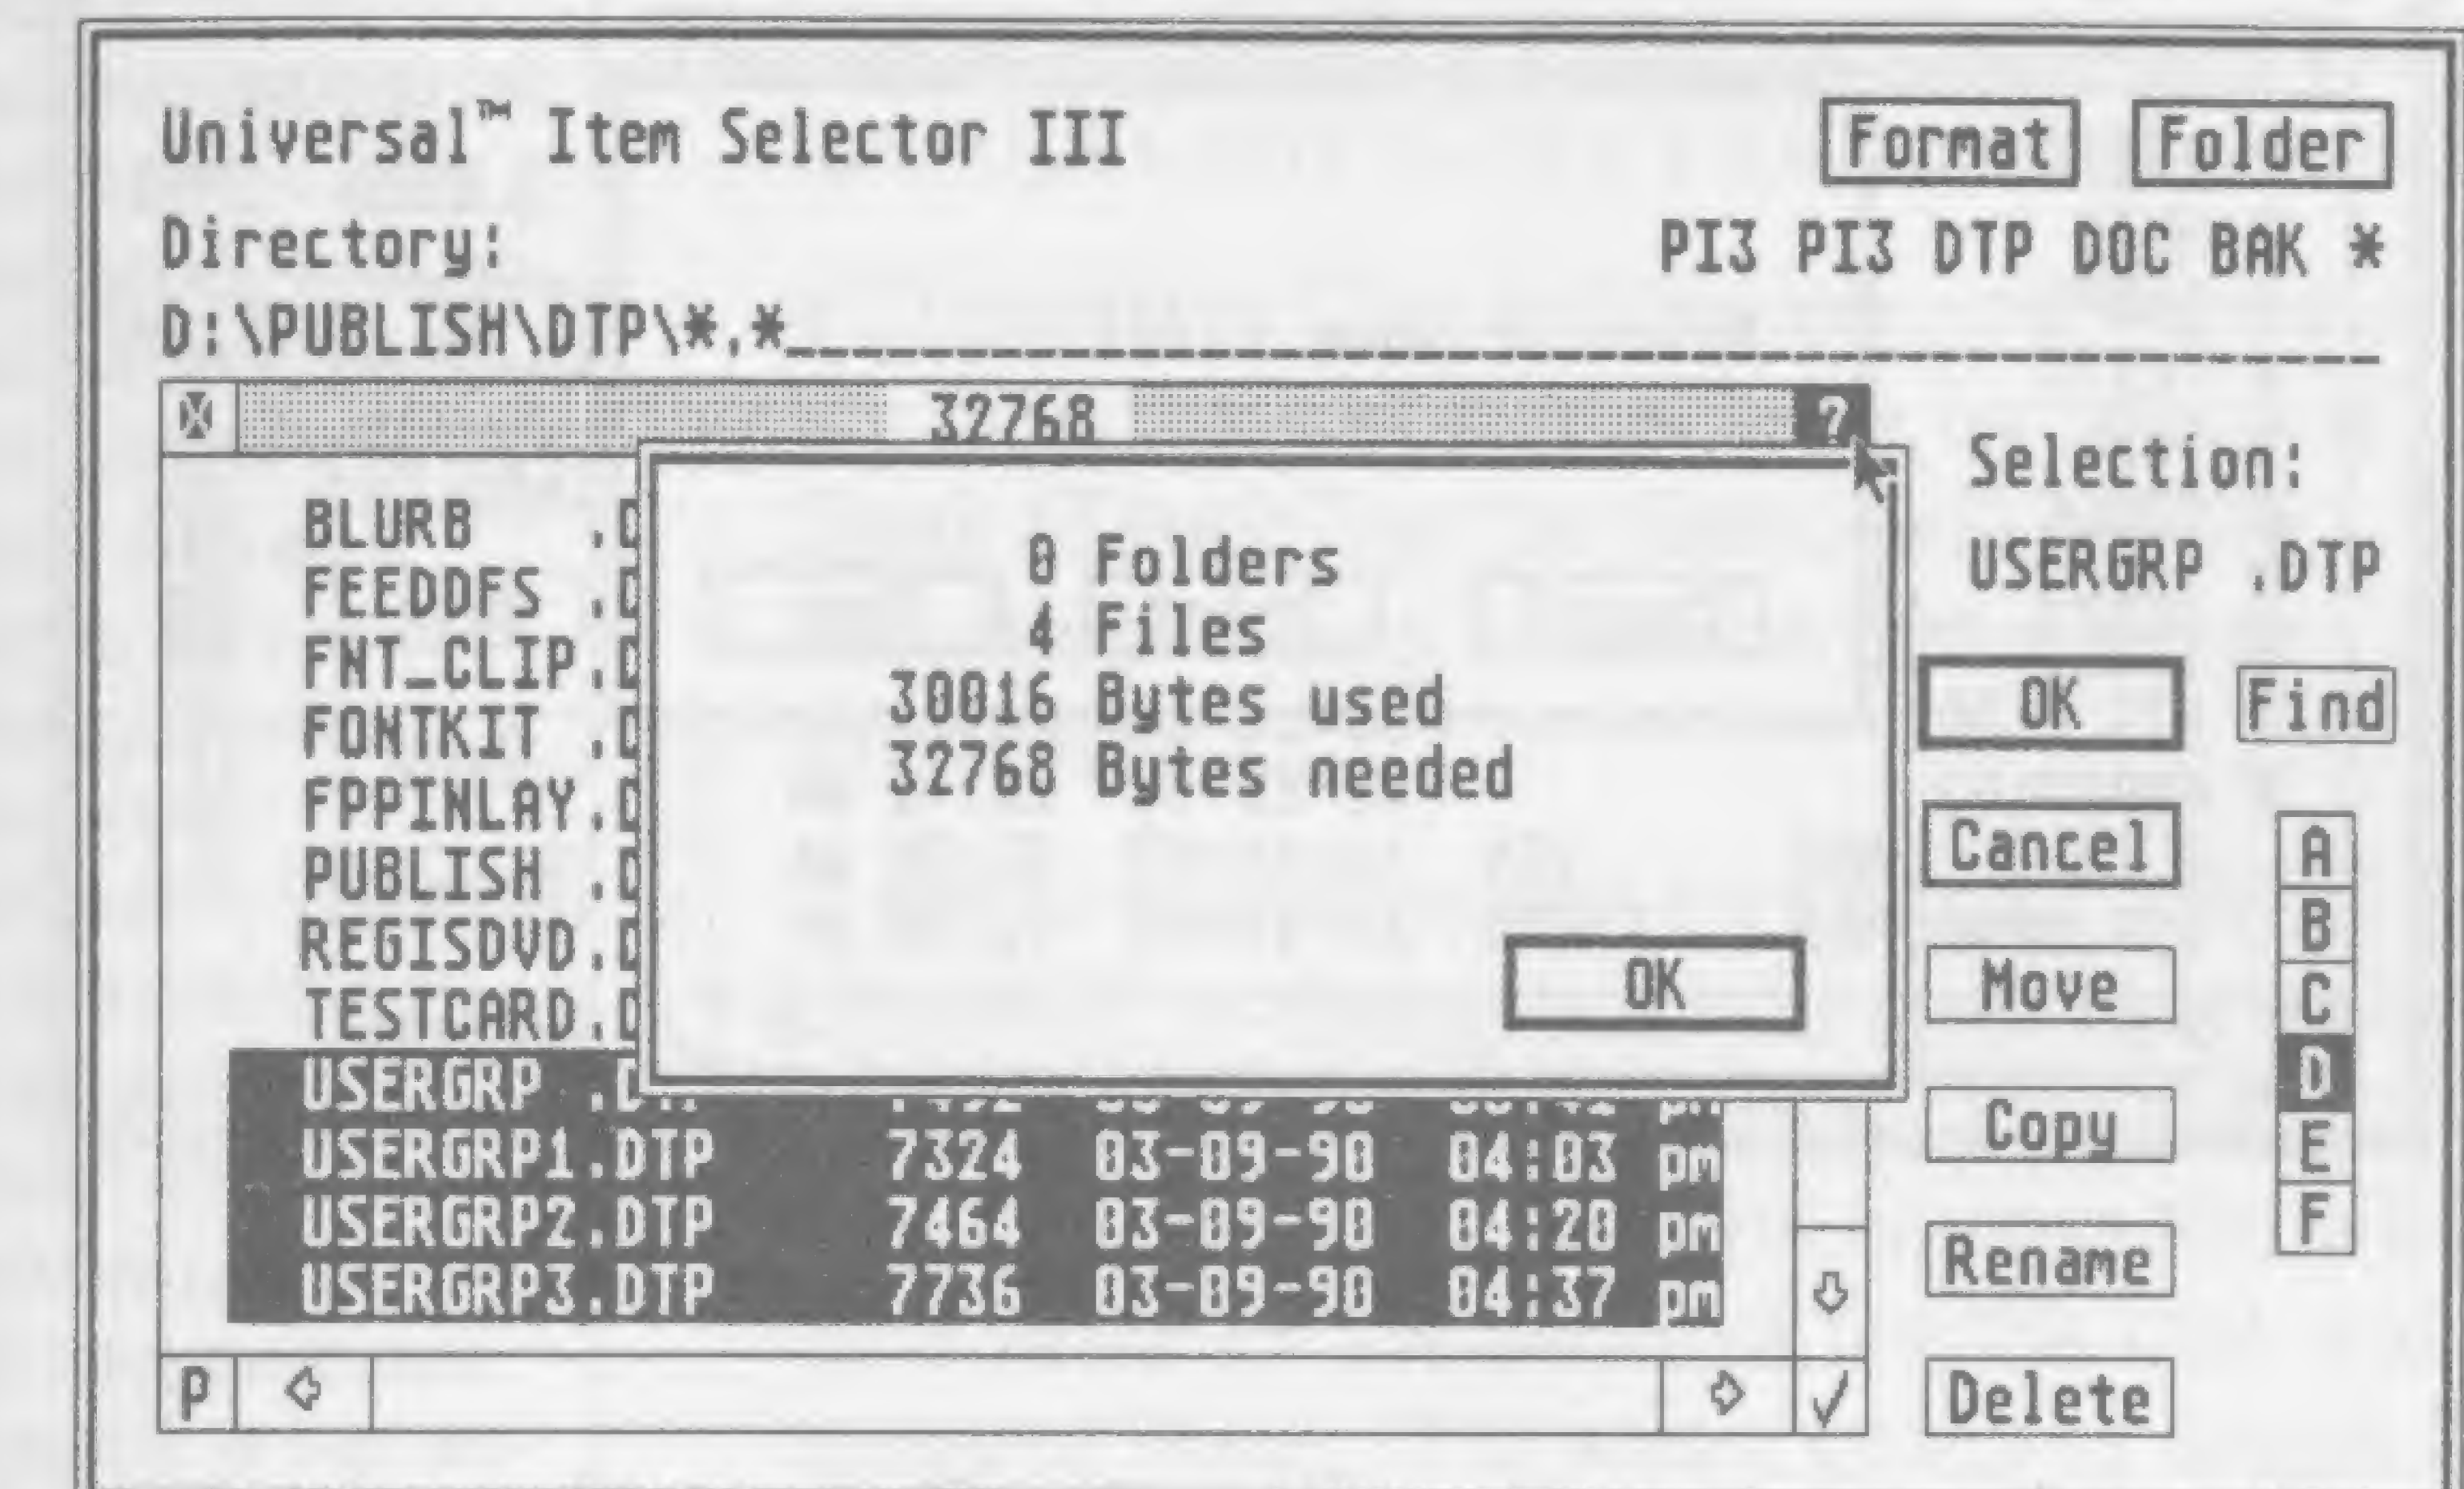 Universal™ Item Selector III Format Folder
Directory: PI3 PI3 DTP DOC BAK *
D:\PUBLISH\DTP\*.*
32768 ?
Selection:
USERGRP .DTP
BLURB .D
FEEDDFS .D
FNT_CLIP.D
FONTKIT .D
FPPINLAY.D
PUBLISH .D
REGISDVD.D
TESTCARD.D
USERGRP .DTP
USERGRP1.DTP 7324 03-09-90 04:03 pm
USERGRP2.DTP 7464 03-09-90 04:20 pm
USERGRP3.DTP 7736 03-09-90 04:37 pm
0 Folders
4 Files
30016 Bytes used
32768 Bytes needed
OK
OK Find
Cancel
Move
Copy
Rename
Delete
A
B
C
D
E
F
p